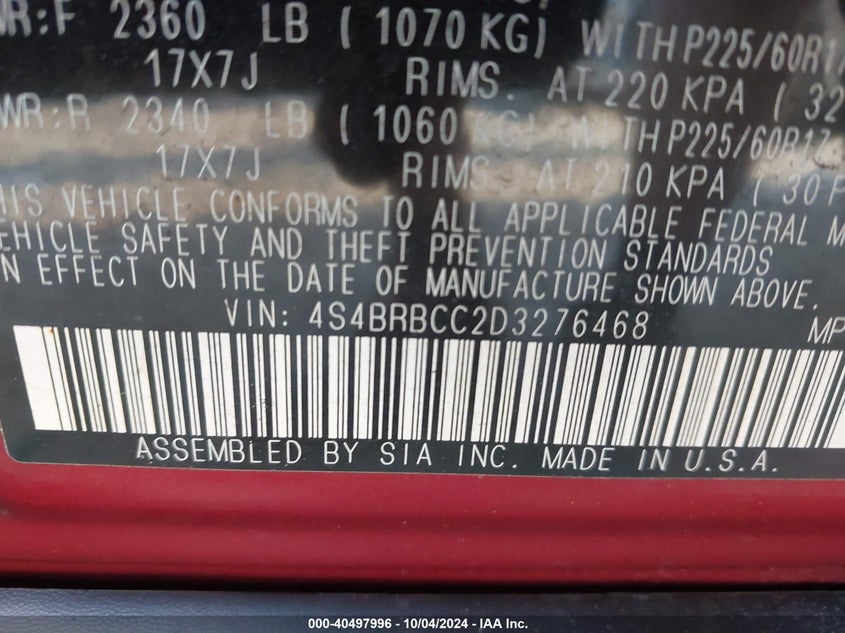 WR:F 2360 LB ( 1070 KG) WITH P225/60R17
17X7J RIMS. AT 220 KPA ( 32
WR:R 2340 LB ( 1060 KG) WITH P225/60R17
17X7J RIMS. AT 210 KPA ( 30 P
HIS VEHICLE CONFORMS TO ALL APPLICABLE FEDERAL M
EHICLE SAFETY AND THEFT PREVENTION STANDARDS
N EFFECT ON THE DATE OF MANUFACTURE SHOWN ABOVE.
VIN: 4S4BRBCC2D3276468 MP
ASSEMBLED BY SIA INC. MADE IN U.S.A.
000-40497996 - 10/04/2024 - IAA Inc.